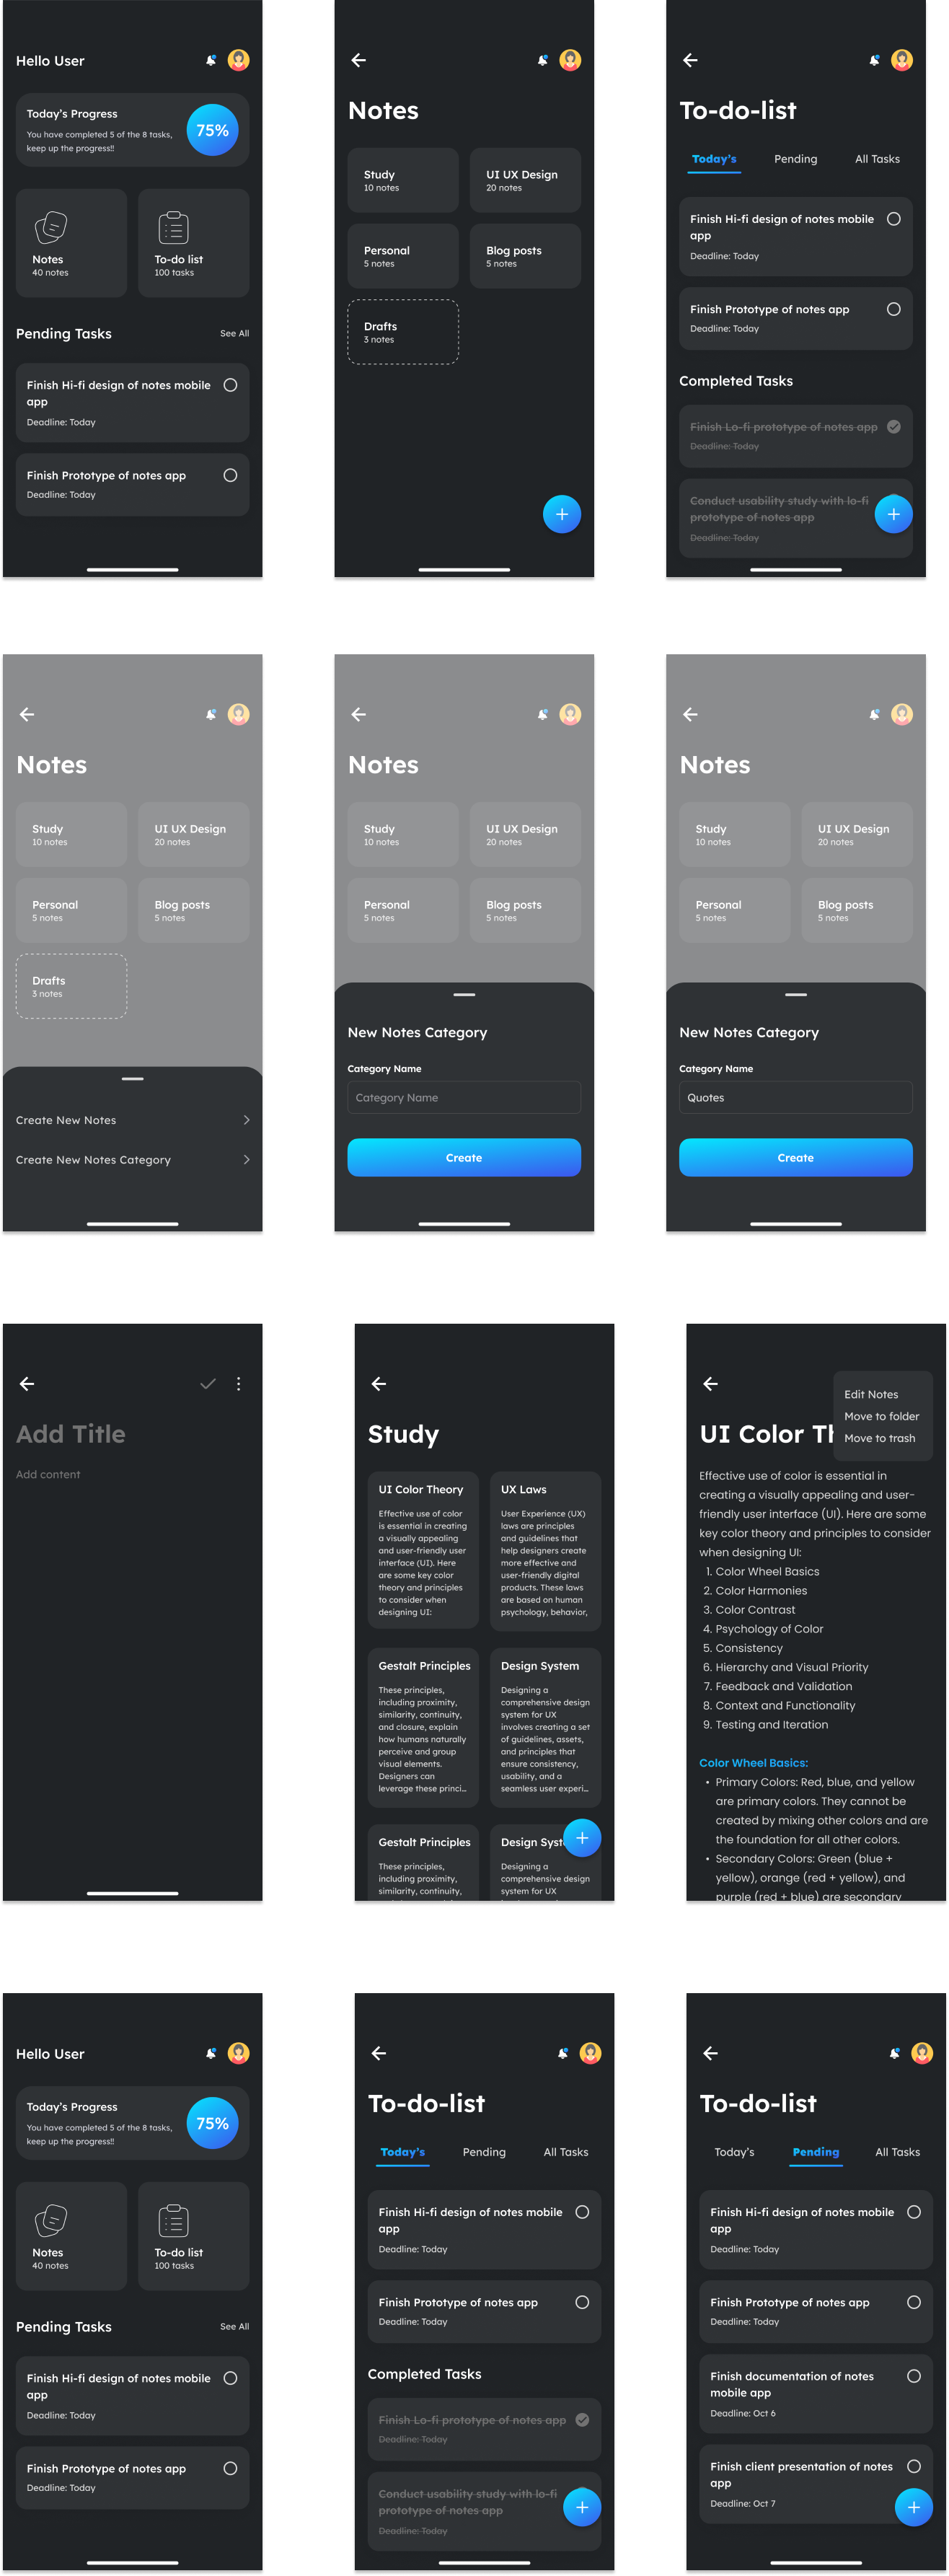 Hello User
Today's Progress
You have completed 5 of the 8 tasks,
keep up the progress!!
75%
Notes
40 notes
To-do list
100 tasks
Pending Tasks
See All
Finish Hi-fi design of notes mobile
app
Deadline: Today
Finish Prototype of notes app
Deadline: Today
Notes
Study
10 notes
UI UX Design
20 notes
Personal
5 notes
Blog posts
5 notes
Drafts
3 notes
To-do-list
Today's
Pending
All Tasks
Finish Hi-fi design of notes mobile
app
Deadline: Today
Finish Prototype of notes app
Deadline: Today
Completed Tasks
Finish Lo-fi prototype of notes app
Deadline: Today
Conduct usability study with lo-fi
prototype of notes app
Deadline: Today
Notes
Study
10 notes
UI UX Design
20 notes
Personal
5 notes
Blog posts
5 notes
Drafts
3 notes
Create New Notes
Create New Notes Category
Notes
Study
10 notes
UI UX Design
20 notes
Personal
5 notes
Blog posts
5 notes
New Notes Category
Category Name
Category Name
Create
Notes
Study
10 notes
UI UX Design
20 notes
Personal
5 notes
Blog posts
5 notes
New Notes Category
Category Name
Quotes
Create
Add Title
Add content
Study
UI Color Theory
Effective use of color
is essential in creating
a visually appealing
and user-friendly user
interface (UI). Here
are some key color
theory and principles
to consider when
designing UI:
UX Laws
User Experience (UX)
laws are principles
and guidelines that
help designers create
more effective and
user-friendly digital
products. These laws
are based on human
psychology, behavior,
Gestalt Principles
These principles,
including proximity,
similarity, continuity,
and closure, explain
how humans naturally
perceive and group
visual elements.
Designers can
leverage these princi...
Design System
Designing a
comprehensive design
system for UX
involves creating a set
of guidelines, assets,
and principles that
ensure consistency,
usability, and a
seamless user experi...
Gestalt Principles
These principles,
including proximity,
similarity, continuity,
Design Syst
Designing a
comprehensive design
system for UX
Edit Notes
Move to folder
Move to trash
UI Color Th
Effective use of color is essential in
creating a visually appealing and user-
friendly user interface (UI). Here are some
key color theory and principles to consider
when designing UI:
1. Color Wheel Basics
2. Color Harmonies
3. Color Contrast
4. Psychology of Color
5. Consistency
6. Hierarchy and Visual Priority
7. Feedback and Validation
8. Context and Functionality
9. Testing and Iteration
Color Wheel Basics:
• Primary Colors: Red, blue, and yellow
are primary colors. They cannot be
created by mixing other colors and are
the foundation for all other colors.
• Secondary Colors: Green (blue +
yellow), orange (red + yellow), and
purple (red + blue) are secondary
Hello User
Today's Progress
You have completed 5 of the 8 tasks,
keep up the progress!!
75%
Notes
40 notes
To-do list
100 tasks
Pending Tasks
See All
Finish Hi-fi design of notes mobile
app
Deadline: Today
Finish Prototype of notes app
Deadline: Today
To-do-list
Today's
Pending
All Tasks
Finish Hi-fi design of notes mobile
app
Deadline: Today
Finish Prototype of notes app
Deadline: Today
Completed Tasks
Finish Lo-fi prototype of notes app
Deadline: Today
Conduct usability study with lo-fi
prototype of notes app
Deadline: Today
To-do-list
Today's
Pending
All Tasks
Finish Hi-fi design of notes mobile
app
Deadline: Today
Finish Prototype of notes app
Deadline: Today
Finish documentation of notes
mobile app
Deadline: Oct 6
Finish client presentation of notes
app
Deadline: Oct 7